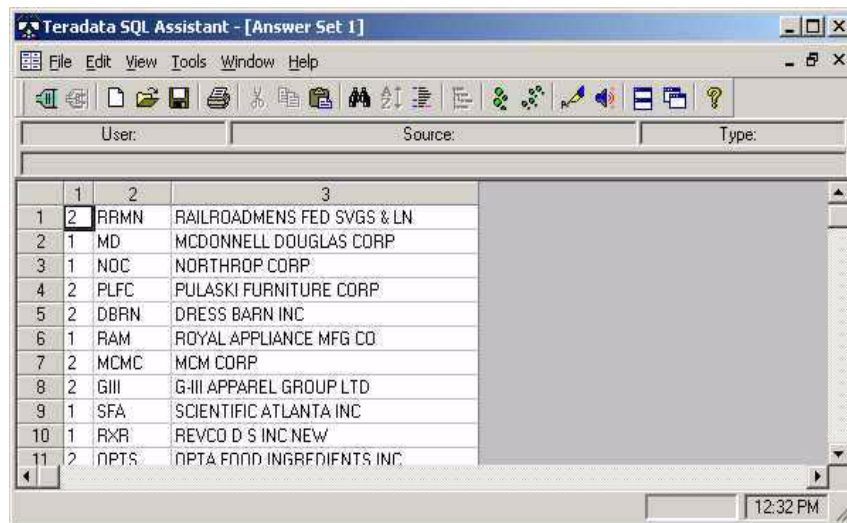 Teradata SQL Assistant - [Answer Set 1]
File Edit View Tools Window Help
User: Source: Type:
1 2 3
1 2 RRMN RAILROADMENS FED SVGS & LN
2 1 MD MCDONNELL DOUGLAS CORP
3 1 NOC NORTHROP CORP
4 2 PLFC PULASKI FURNITURE CORP
5 2 DBRN DRESS BARN INC
6 1 RAM ROYAL APPLIANCE MFG CO
7 2 MCMC MCM CORP
8 2 GIII G-III APPAREL GROUP LTD
9 1 SFA SCIENTIFIC ATLANTA INC
10 1 RXR REVCO D S INC NEW
11 2 OPTS OPTA FOOD INGREDIENTS INC
12:32 PM